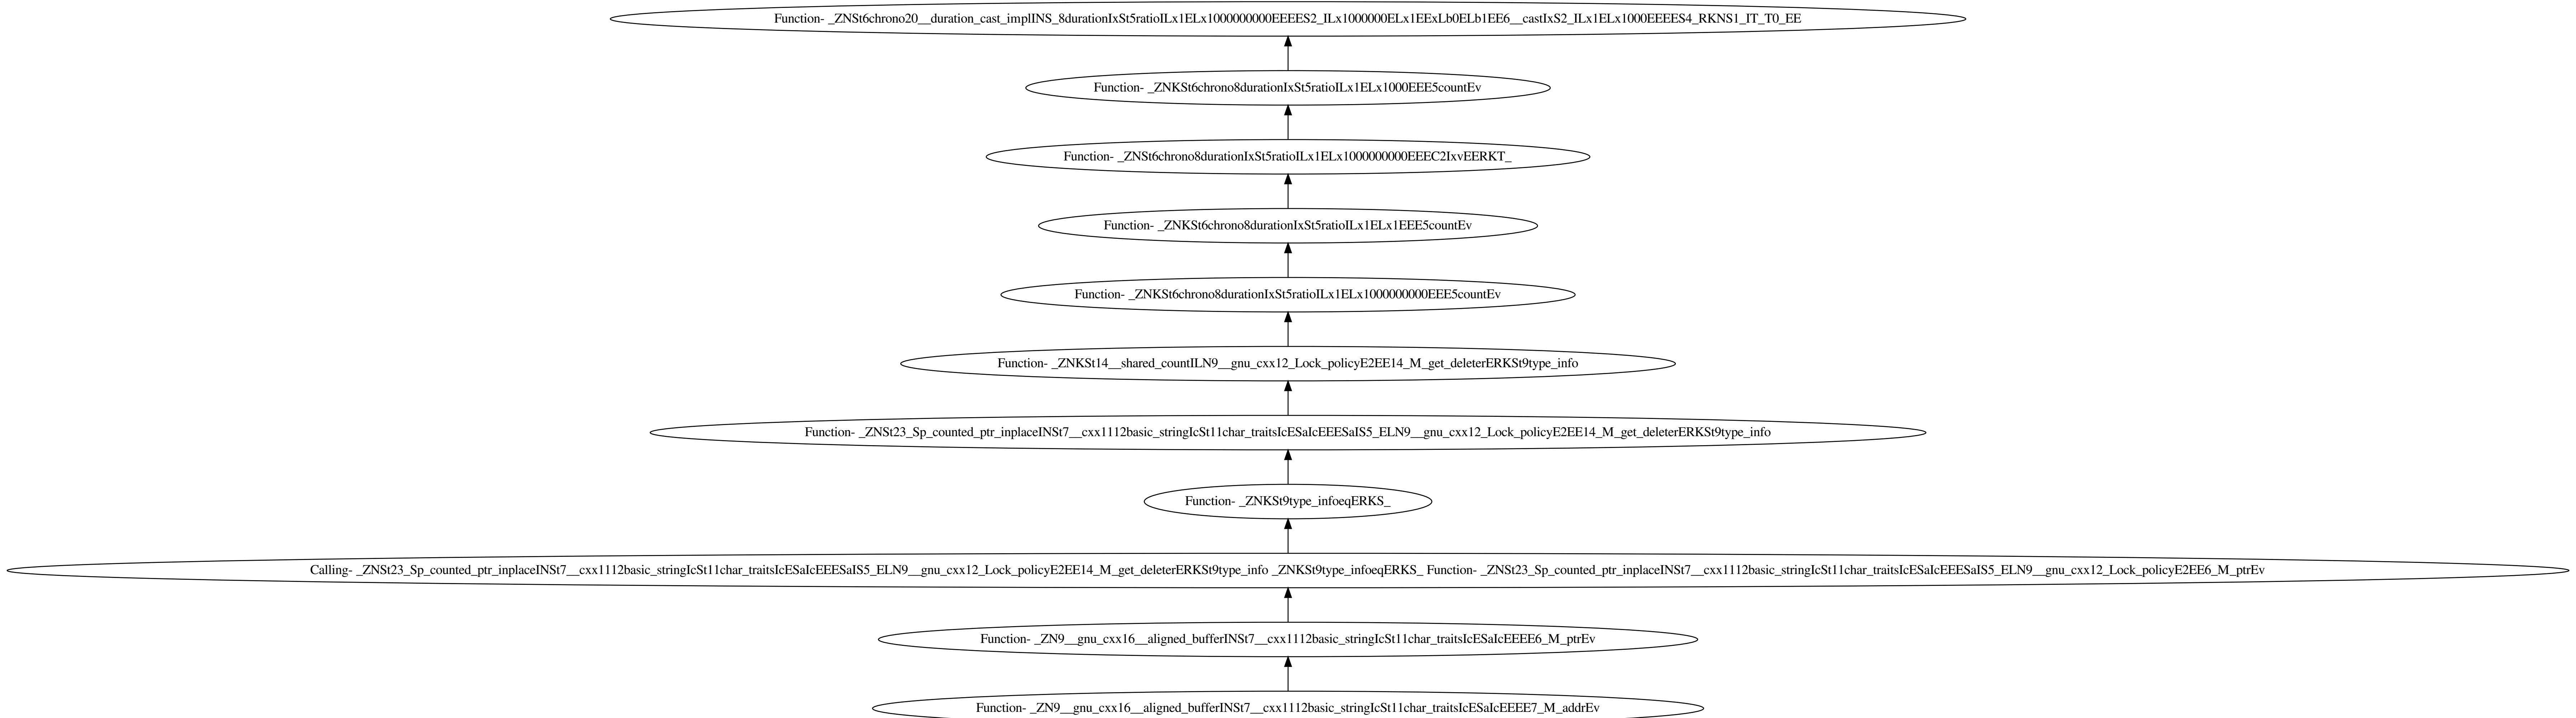 Function- _ZNSt6chrono20__duration_cast_implINS_8durationIxSt5ratioILx1ELx1000000000EEEES2_ILx1000000ELx1EExLb0ELb1EE6__castIxS2_ILx1ELx1000EEEES4_RKNS1_IT_T0_EE
Function- _ZNKSt6chrono8durationIxSt5ratioILx1ELx1000EEE5countEv
Function- _ZNSt6chrono8durationIxSt5ratioILx1ELx1000000000EEEC2IxvEERKT_
Function- _ZNKSt6chrono8durationIxSt5ratioILx1ELx1EEE5countEv
Function- _ZNKSt6chrono8durationIxSt5ratioILx1ELx1000000000EEE5countEv
Function- _ZNKSt14__shared_countILN9__gnu_cxx12_Lock_policyE2EE14_M_get_deleterERKSt9type_info
Function- _ZNSt23_Sp_counted_ptr_inplaceINSt7__cxx1112basic_stringIcSt11char_traitsIcESaIcEEESaIS5_ELN9__gnu_cxx12_Lock_policyE2EE14_M_get_deleterERKSt9type_info
Function- _ZNKSt9type_infoeqERKS_
Calling- _ZNSt23_Sp_counted_ptr_inplaceINSt7__cxx1112basic_stringIcSt11char_traitsIcESaIcEEESaIS5_ELN9__gnu_cxx12_Lock_policyE2EE14_M_get_deleterERKSt9type_info _ZNKSt9type_infoeqERKS_ Function- _ZNSt23_Sp_counted_ptr_inplaceINSt7__cxx1112basic_stringIcSt11char_traitsIcESaIcEEESaIS5_ELN9__gnu_cxx12_Lock_policyE2EE6_M_ptrEv
Function- _ZN9__gnu_cxx16__aligned_bufferINSt7__cxx1112basic_stringIcSt11char_traitsIcESaIcEEEE6_M_ptrEv
Function- _ZN9__gnu_cxx16__aligned_bufferINSt7__cxx1112basic_stringIcSt11char_traitsIcESaIcEEEE7_M_addrEv